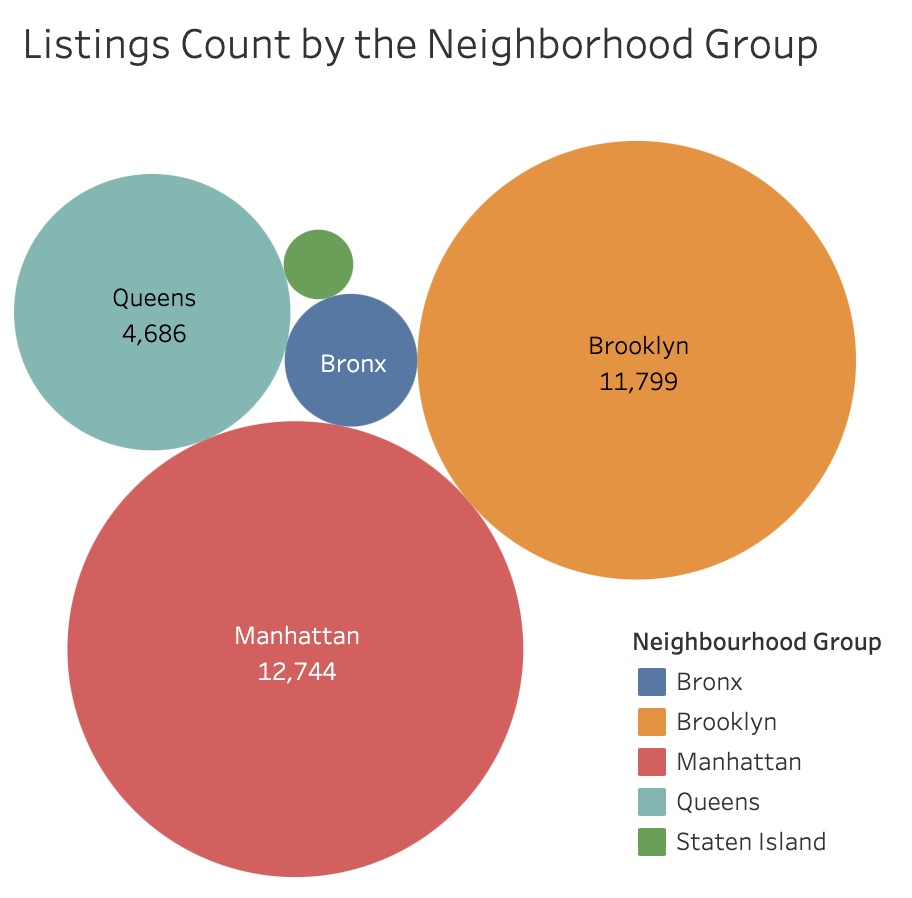 Listings Count by the Neighborhood Group
Queens
4,686
Bronx
Brooklyn
11,799
Manhattan
12,744
Neighbourhood Group
Bronx
Brooklyn
Manhattan
Queens
Staten Island